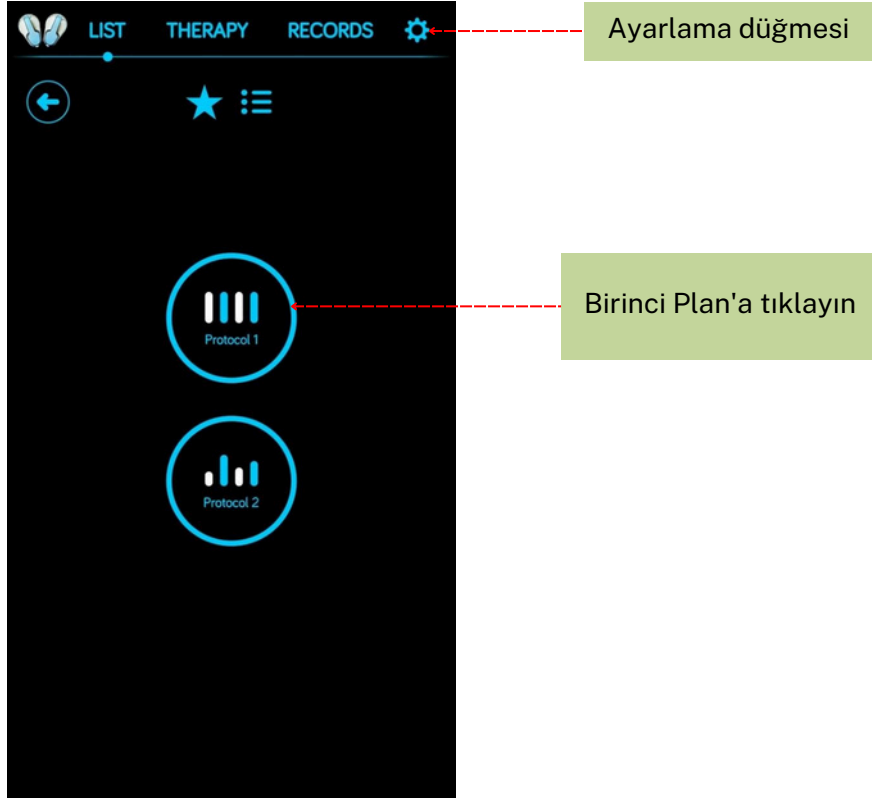 LIST THERAPY RECORDS
Ayarlama düğmesi
Protocol 1
Birinci Plan'a tıklayın
Protocol 2